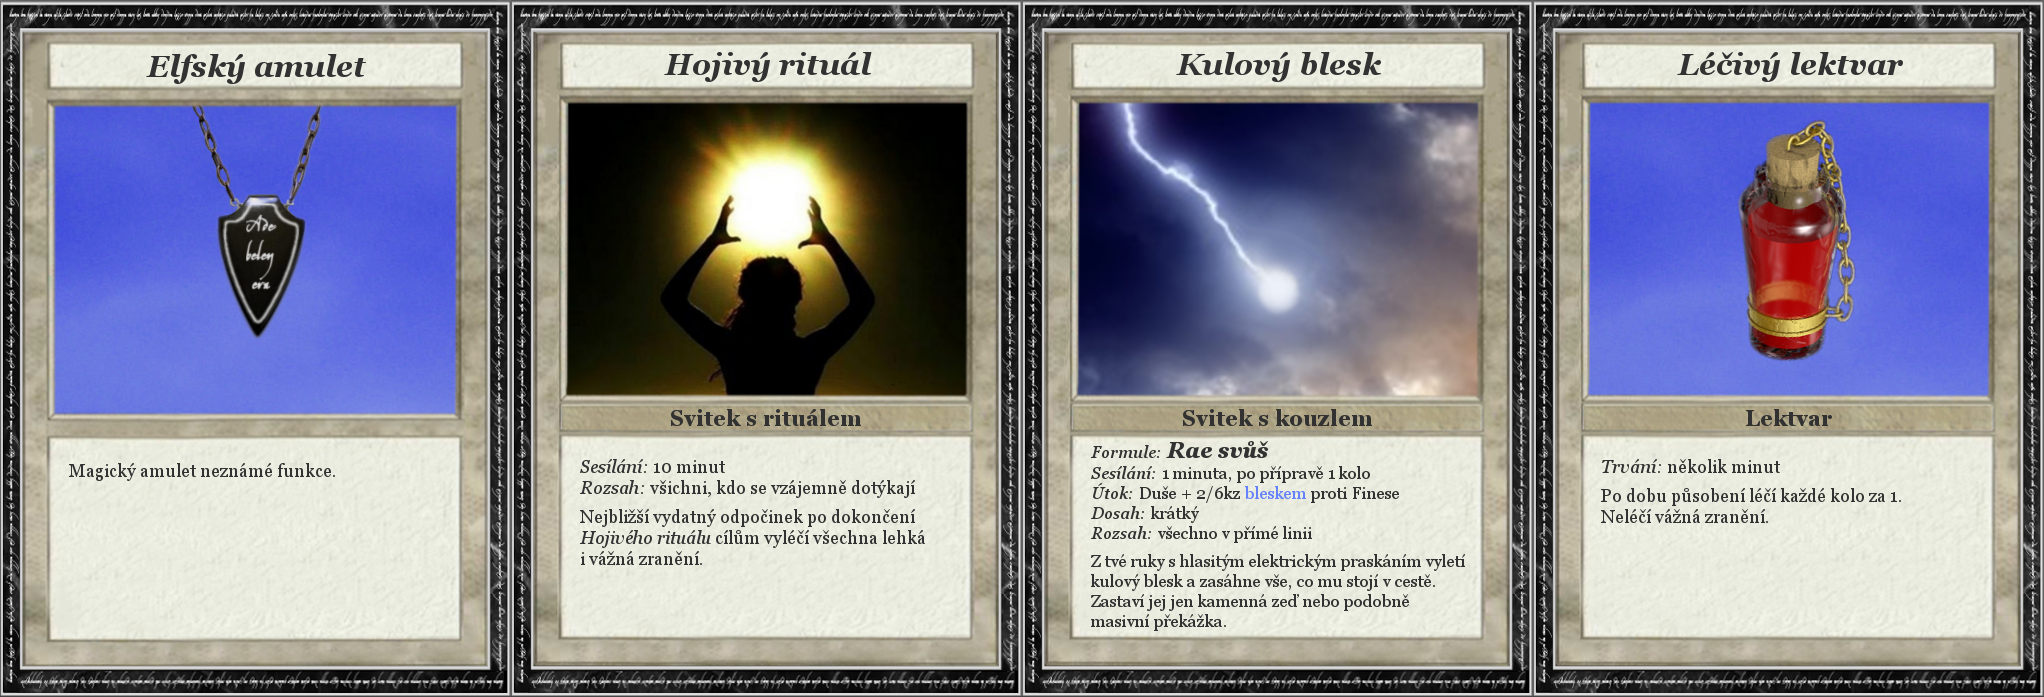 Elfský amulet
Ade
beley
era
Magický amulet neznámé funkce.
Hojivý rituál
Svitek s rituálem
Sesílání: 10 minut
Rozsah: všichni, kdo se vzájemně dotýkají
Nejbližší vydatný odpočinek po dokončení
Hojivého rituálu cílům vyléčí všechna lehká
i vážná zranění.
Kulový blesk
Svitek s kouzlem
Formule: Rae svůš
Sesílání: 1 minuta, po přípravě 1 kolo
Útok: Duše + 2/6kz bleskem proti Finese
Dosah: krátký
Rozsah: všechno v přímé linii
Z tvé ruky s hlasitým elektrickým praskáním vyletí
kulový blesk a zasáhne vše, co mu stojí v cestě.
Zastaví jej jen kamenná zeď nebo podobně
masivní překážka.
Léčivý lektvar
Lektvar
Trvání: několik minut
Po dobu působení léčí každé kolo za 1.
Neléčí vážná zranění.